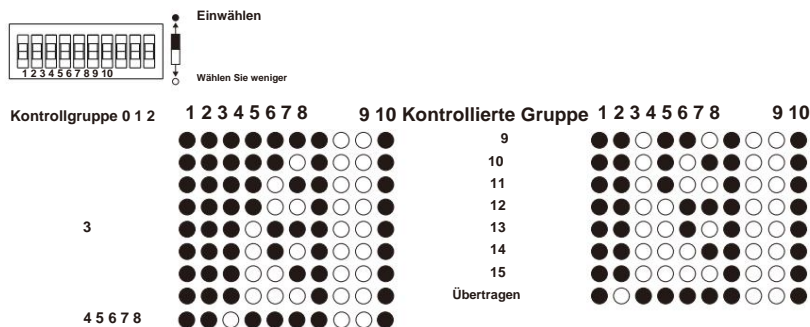 Einwählen
1 2 3 4 5 6 7 8 9 10
Wählen Sie weniger
Kontrollgruppe 0 1 2 1 2 3 4 5 6 7 8 9 10 Kontrollierte Gruppe 1 2 3 4 5 6 7 8 9 10
9
10
11
12
3 13
14
15
Übertragen
4 5 6 7 8